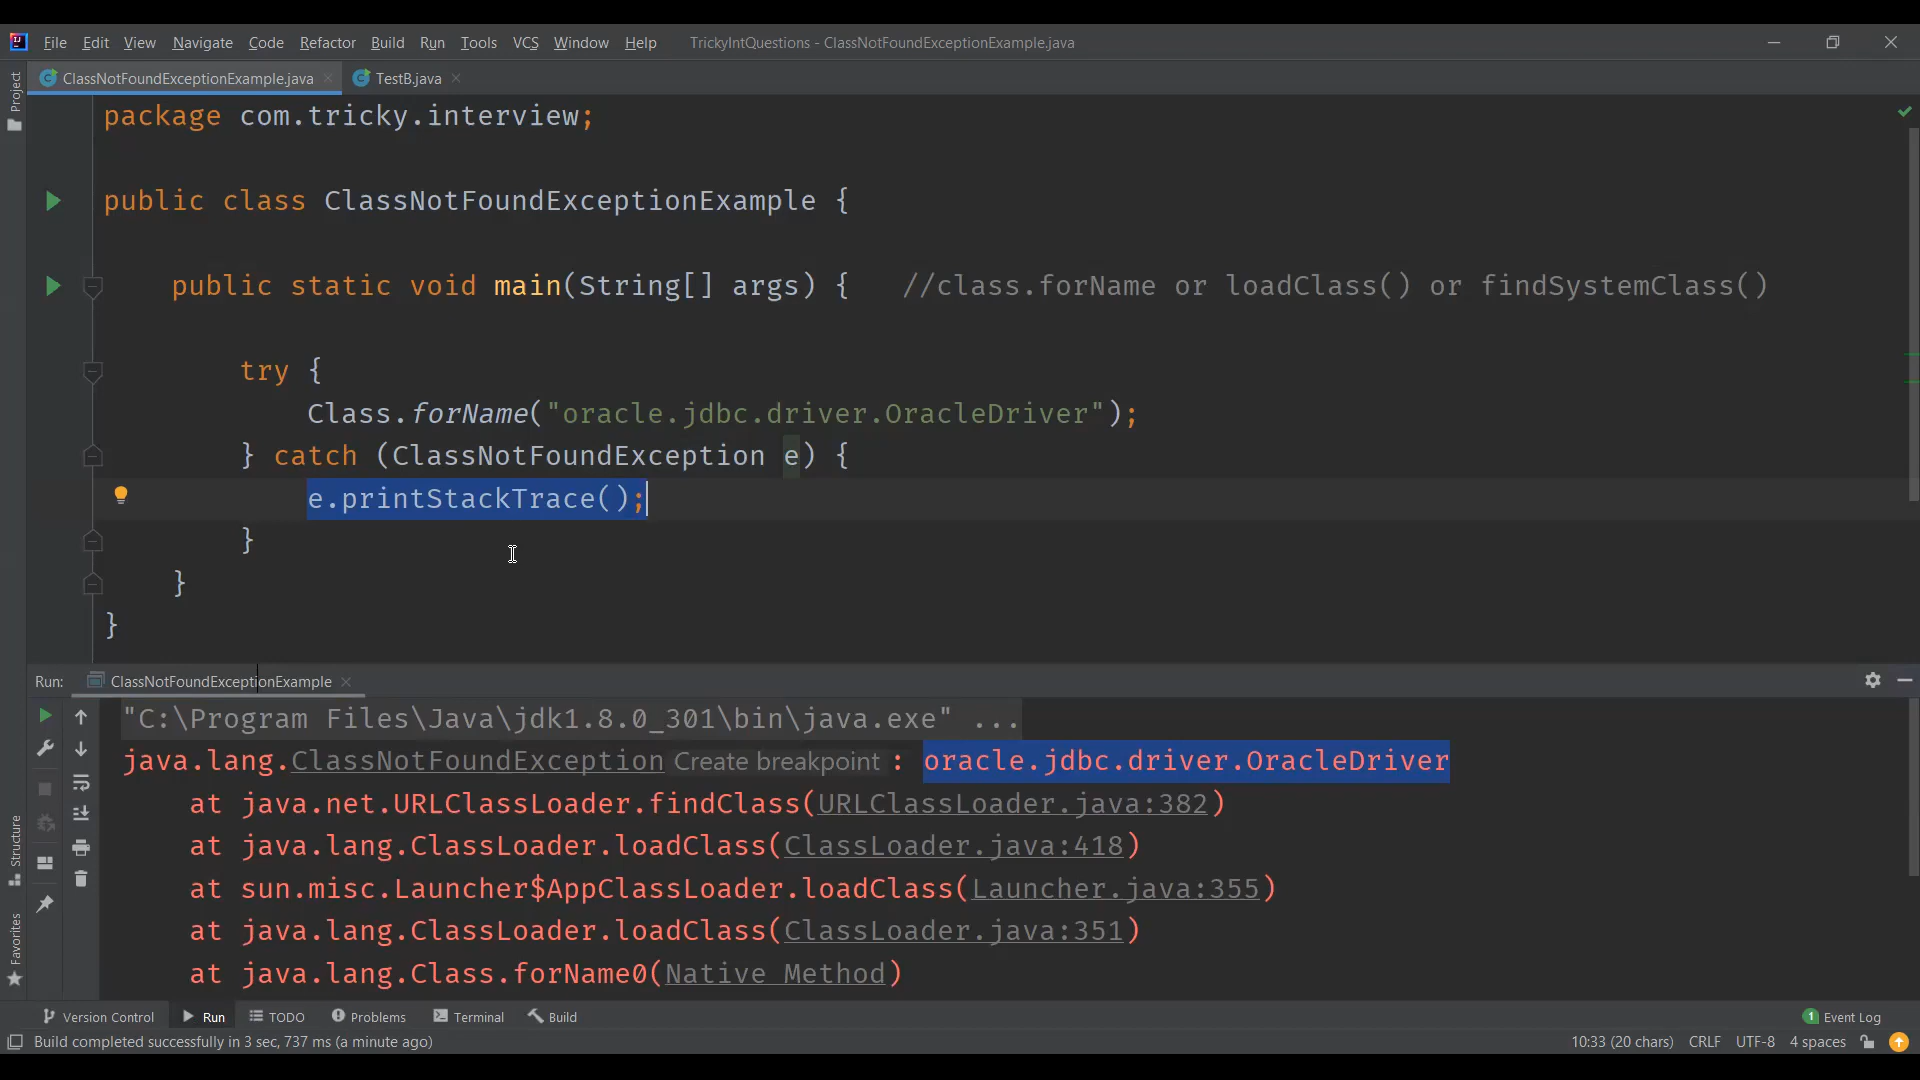 File Edit View Navigate Code Refactor Build Run Tools VCS Window Help TrickyIntQuestions - ClassNotFoundExceptionExample.java
ClassNotFoundExceptionExample.java TestB.java
Project
package com.tricky.interview;
public class ClassNotFoundExceptionExample {
public static void main(String[] args) { //class.forName or loadClass() or findSystemClass()
try {
Class.forName("oracle.jdbc.driver.OracleDriver");
} catch (ClassNotFoundException e) {
e.printStackTrace();
}
}
}
Run: ClassNotFoundExceptionExample
"C:\Program Files\Java\jdk1.8.0_301\bin\java.exe" ...
java.lang.ClassNotFoundException Create breakpoint : oracle.jdbc.driver.OracleDriver
at java.net.URLClassLoader.findClass(URLClassLoader.java:382)
at java.lang.ClassLoader.loadClass(ClassLoader.java:418)
at sun.misc.Launcher$AppClassLoader.loadClass(Launcher.java:355)
at java.lang.ClassLoader.loadClass(ClassLoader.java:351)
at java.lang.Class.forName0(Native Method)
Structure
Favorites
Version Control Run TODO Problems Terminal Build 1 Event Log
Build completed successfully in 3 sec, 737 ms (a minute ago) 10:33 (20 chars) CRLF UTF-8 4 spaces